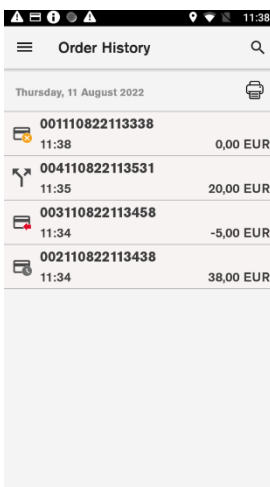 11:38
Order History
Thursday, 11 August 2022
001110822113338
11:38 0,00 EUR
004110822113531
11:35 20,00 EUR
003110822113458
11:34 -5,00 EUR
002110822113438
11:34 38,00 EUR